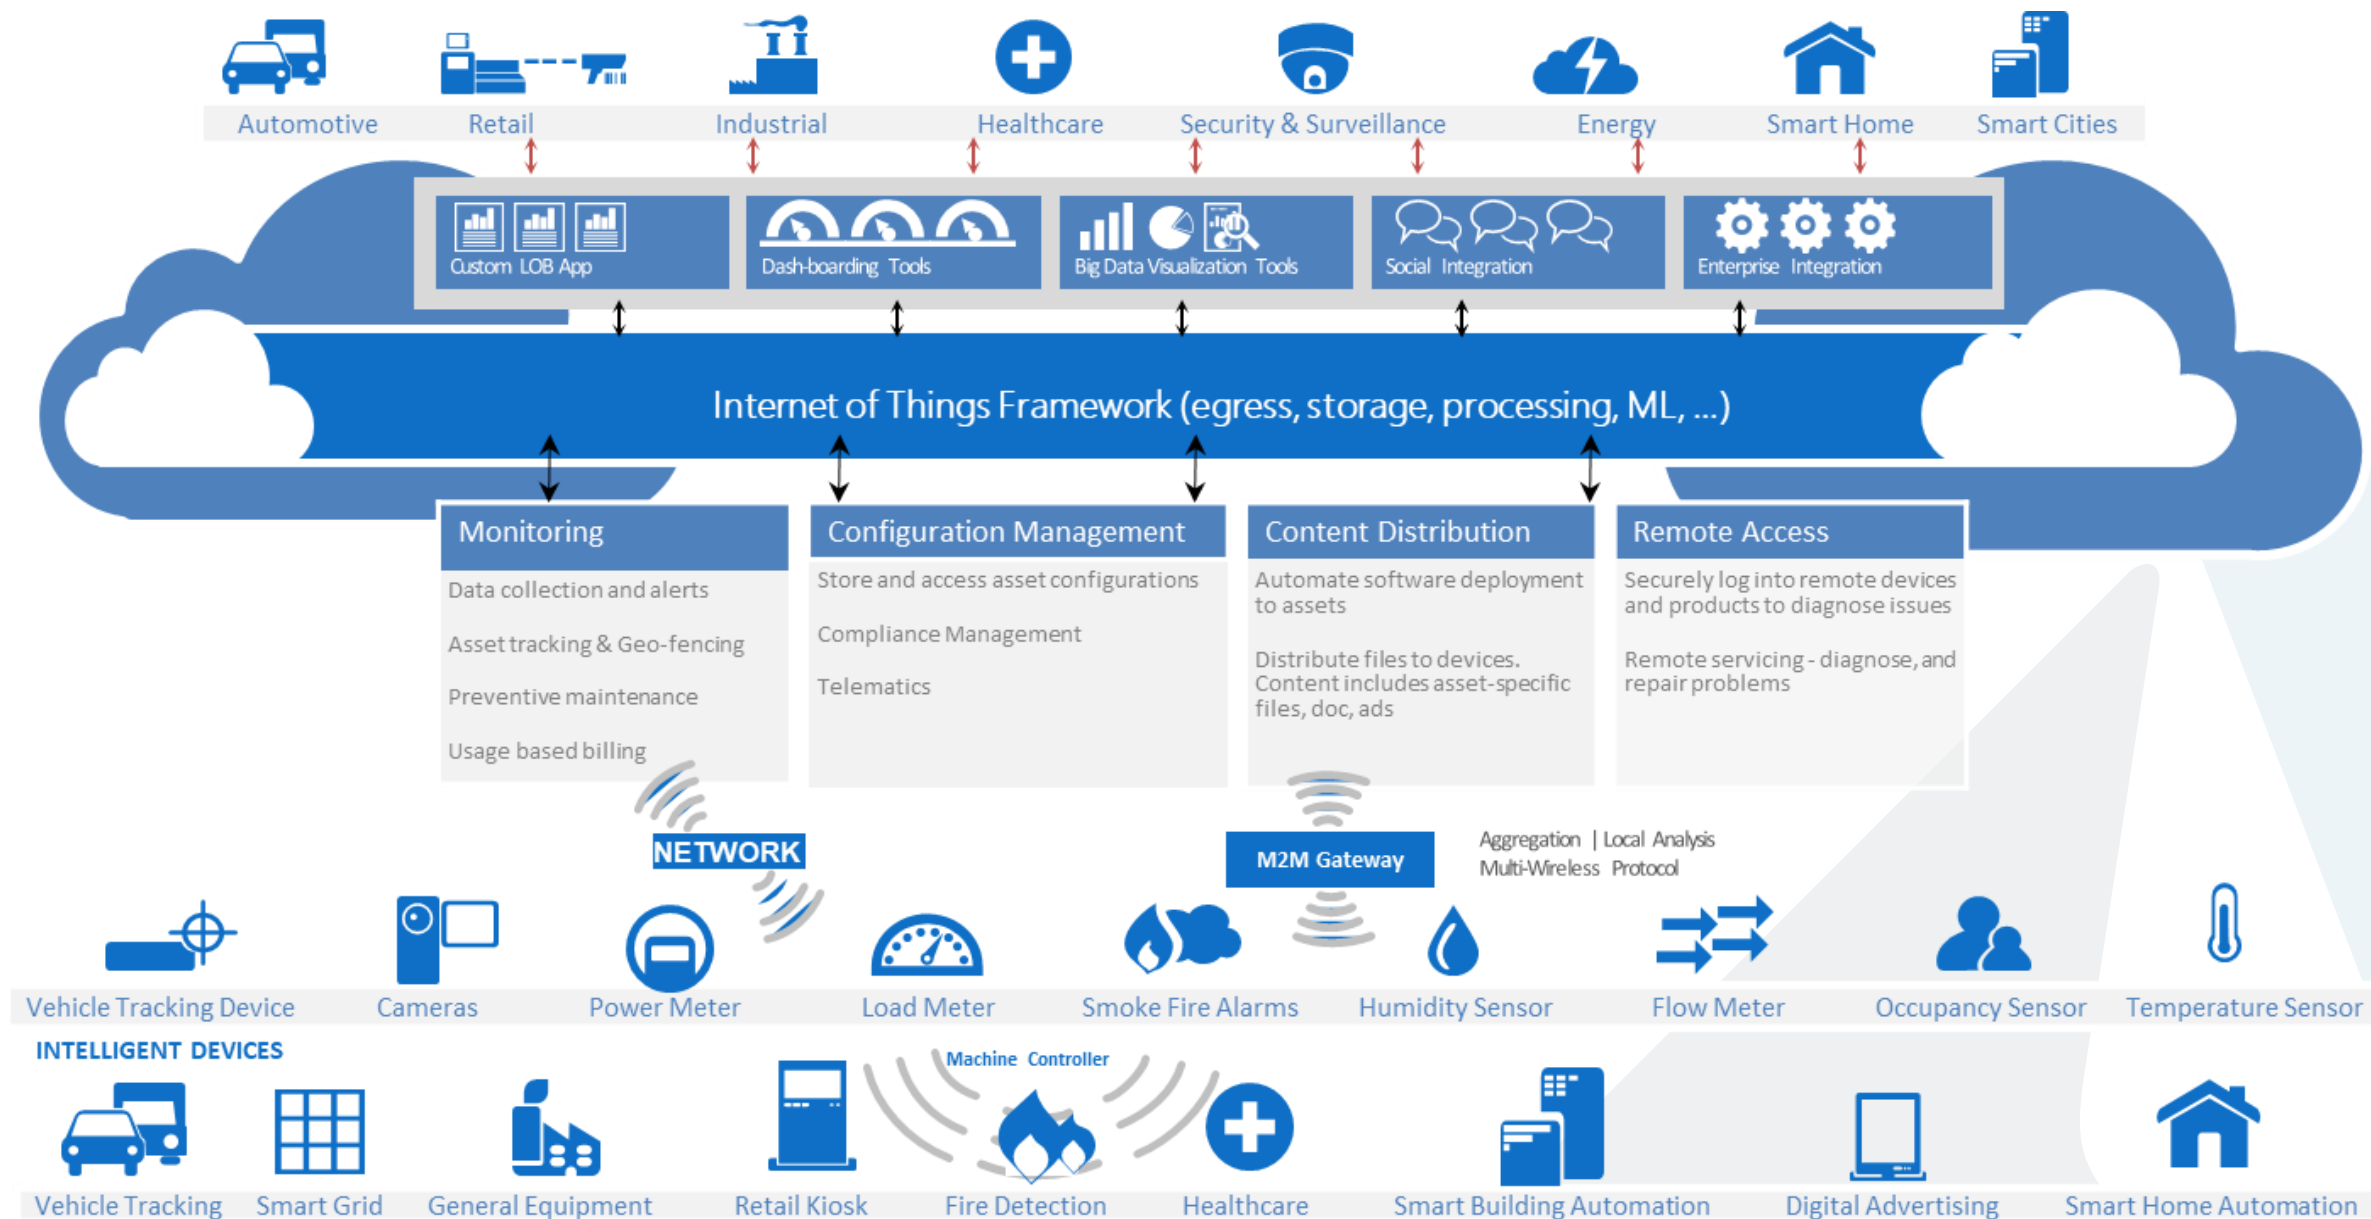 Automotive
Retail
Industrial
Healthcare
Security & Surveillance
Energy
Smart Home
Smart Cities
Custom LOB App
Dash-boarding Tools
Big Data Visualization Tools
Social Integration
Enterprise Integration
Internet of Things Framework (egress, storage, processing, ML, ...)
Monitoring
Data collection and alerts
Asset tracking & Geo-fencing
Preventive maintenance
Usage based billing
Configuration Management
Store and access asset configurations
Compliance Management
Telematics
Content Distribution
Automate software deployment
to assets
Distribute files to devices.
Content includes asset-specific
files, doc, ads
Remote Access
Securely log into remote devices
and products to diagnose issues
Remote servicing - diagnose, and
repair problems
NETWORK
M2M Gateway
Aggregation | Local Analysis
Multi-Wireless Protocol
Vehicle Tracking Device
Cameras
Power Meter
Load Meter
Smoke Fire Alarms
Humidity Sensor
Flow Meter
Occupancy Sensor
Temperature Sensor
INTELLIGENT DEVICES
Machine Controller
Vehicle Tracking
Smart Grid
General Equipment
Retail Kiosk
Fire Detection
Healthcare
Smart Building Automation
Digital Advertising
Smart Home Automation